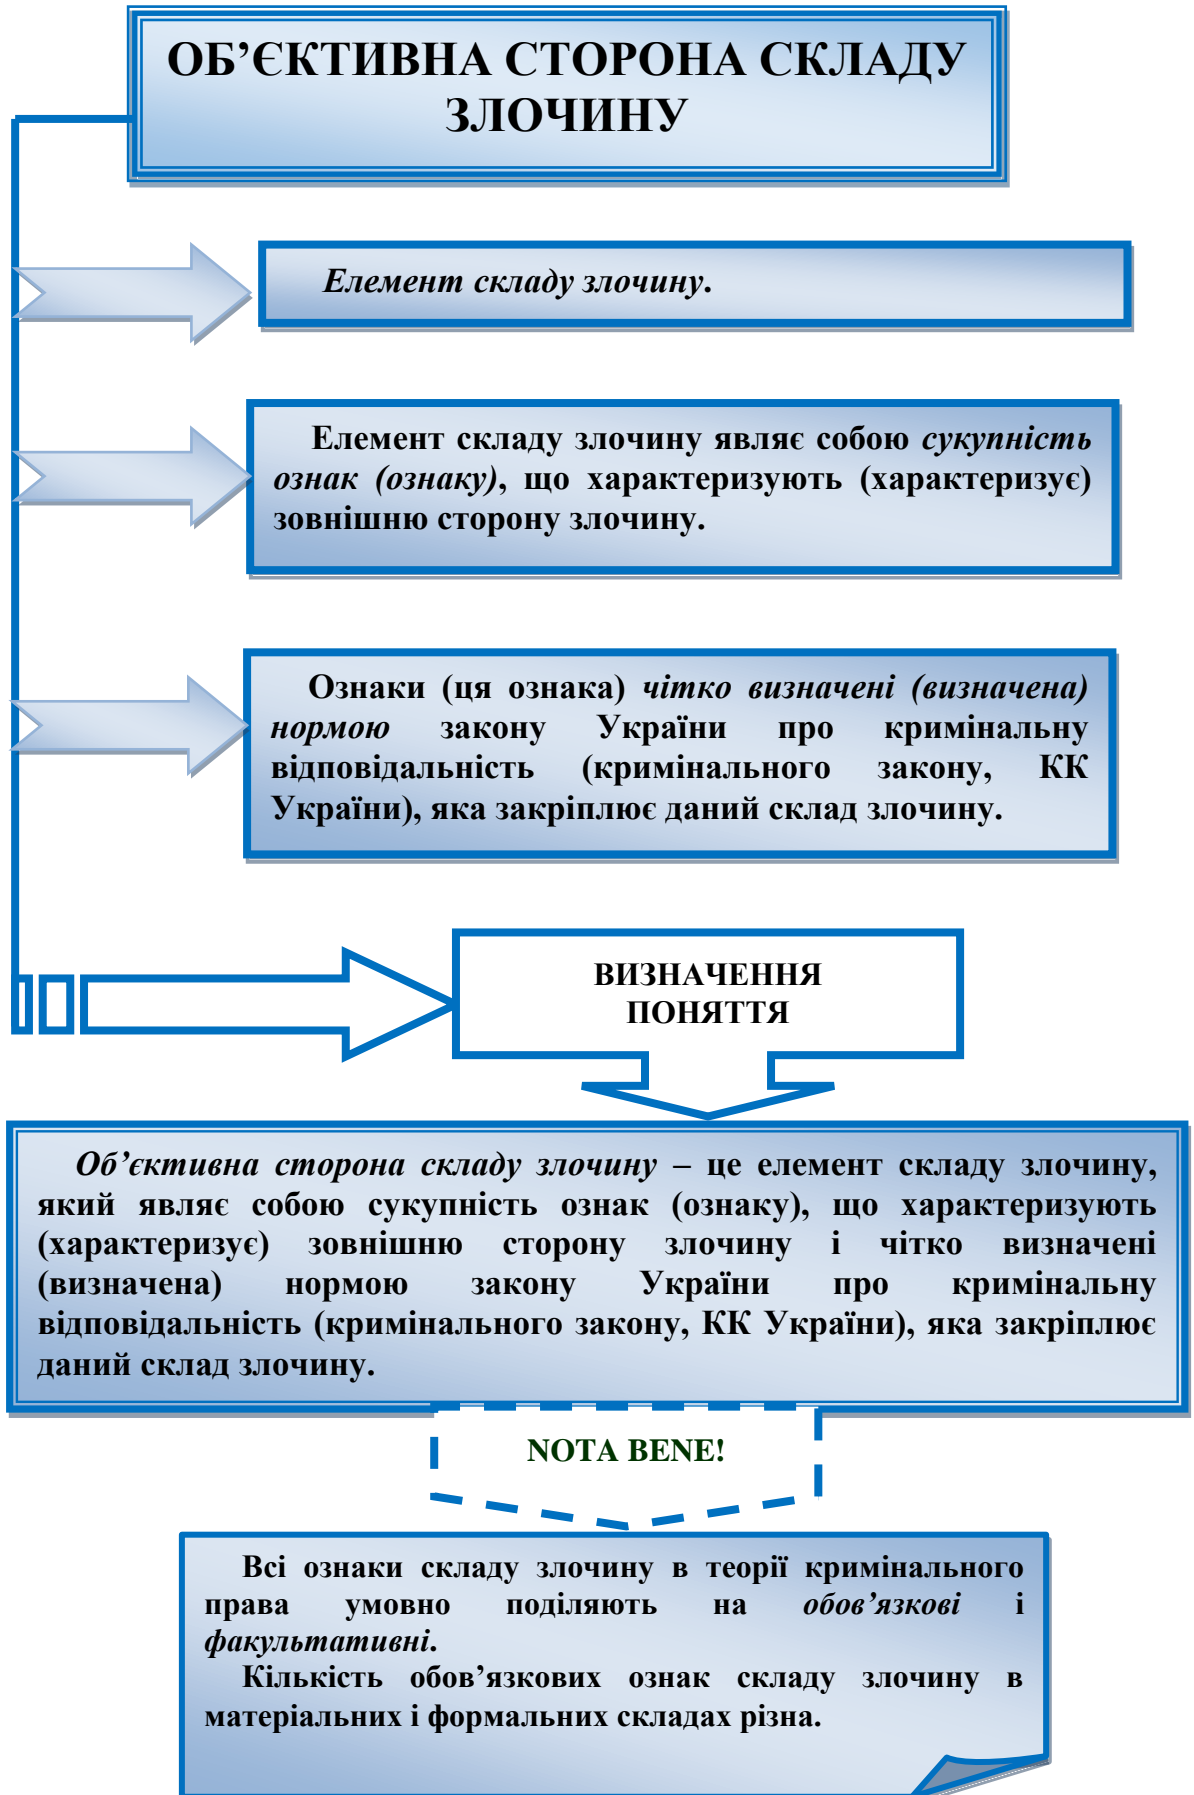 ОБ’ЄКТИВНА СТОРОНА СКЛАДУ
ЗЛОЧИНУ
Елемент складу злочину.
Елемент складу злочину являє собою сукупність
ознак (ознаку), що характеризують (характеризує)
зовнішню сторону злочину.
Ознаки (ця ознака) чітко визначені (визначена)
нормою закону України про кримінальну
відповідальність (кримінального закону, КК
України), яка закріплює даний склад злочину.
ВИЗНАЧЕННЯ
ПОНЯТТЯ
Об’єктивна сторона складу злочину – це елемент складу злочину,
який являє собою сукупність ознак (ознаку), що характеризують
(характеризує) зовнішню сторону злочину і чітко визначені
(визначена) нормою закону України про кримінальну
відповідальність (кримінального закону, КК України), яка закріплює
даний склад злочину.
NOTA BENE!
Всі ознаки складу злочину в теорії кримінального
права умовно поділяють на обов’язкові і
факультативні.
Кількість обов’язкових ознак складу злочину в
матеріальних і формальних складах різна.